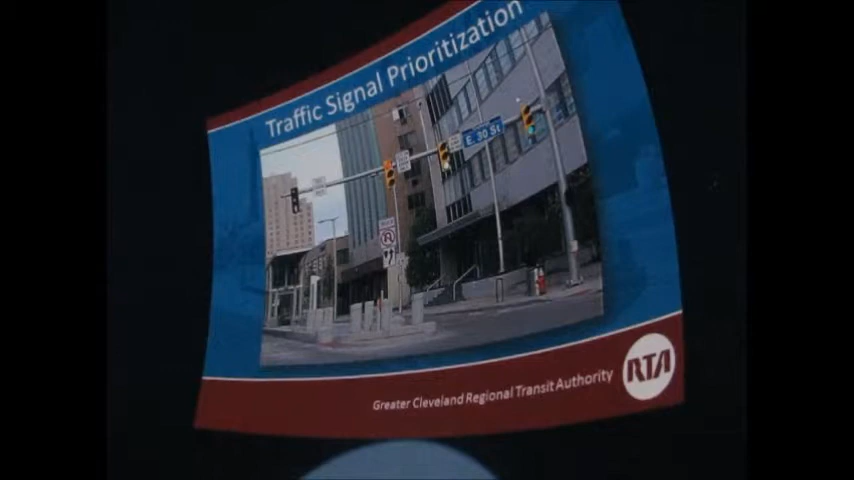 Traffic Signal Prioritization
E. 30 St
Greater Cleveland Regional Transit Authority
RTA